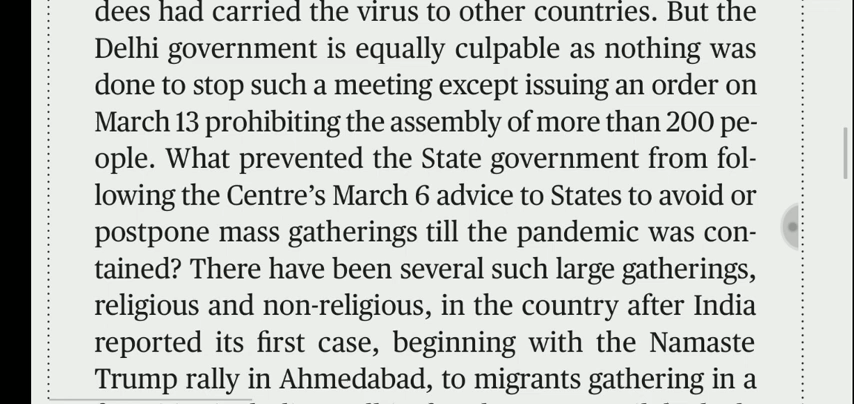 dees had carried the virus to other countries. But the
Delhi government is equally culpable as nothing was
done to stop such a meeting except issuing an order on
March 13 prohibiting the assembly of more than 200 pe-
ople. What prevented the State government from fol-
lowing the Centre’s March 6 advice to States to avoid or
postpone mass gatherings till the pandemic was con-
tained? There have been several such large gatherings,
religious and non-religious, in the country after India
reported its first case, beginning with the Namaste
Trump rally in Ahmedabad, to migrants gathering in a